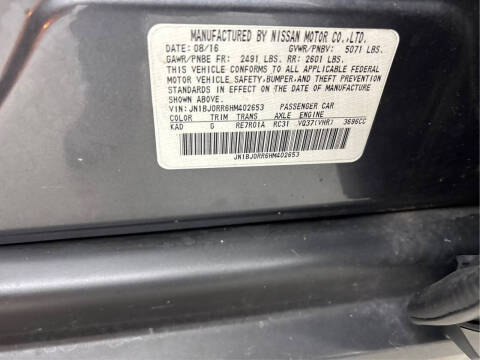 MANUFACTURED BY NISSAN MOTOR CO.,LTD.
DATE: 08/16 GVWR/PNBV: 5071 LBS.
GAWR/PNBE FR: 2491 LBS. RR: 2601 LBS.
THIS VEHICLE CONFORMS TO ALL APPLICABLE FEDERAL
MOTOR VEHICLE SAFETY,BUMPER,AND THEFT PREVENTION
STANDARDS IN EFFECT ON THE DATE OF MANUFACTURE
SHOWN ABOVE.
VIN: JN1BJ0RR6HM402653 PASSENGER CAR
COLOR TRIM TRANS AXLE ENGINE
KAD G RE7R01A RC31 VQ37(VHR) 3696CC
JN1BJ0RR6HM402653